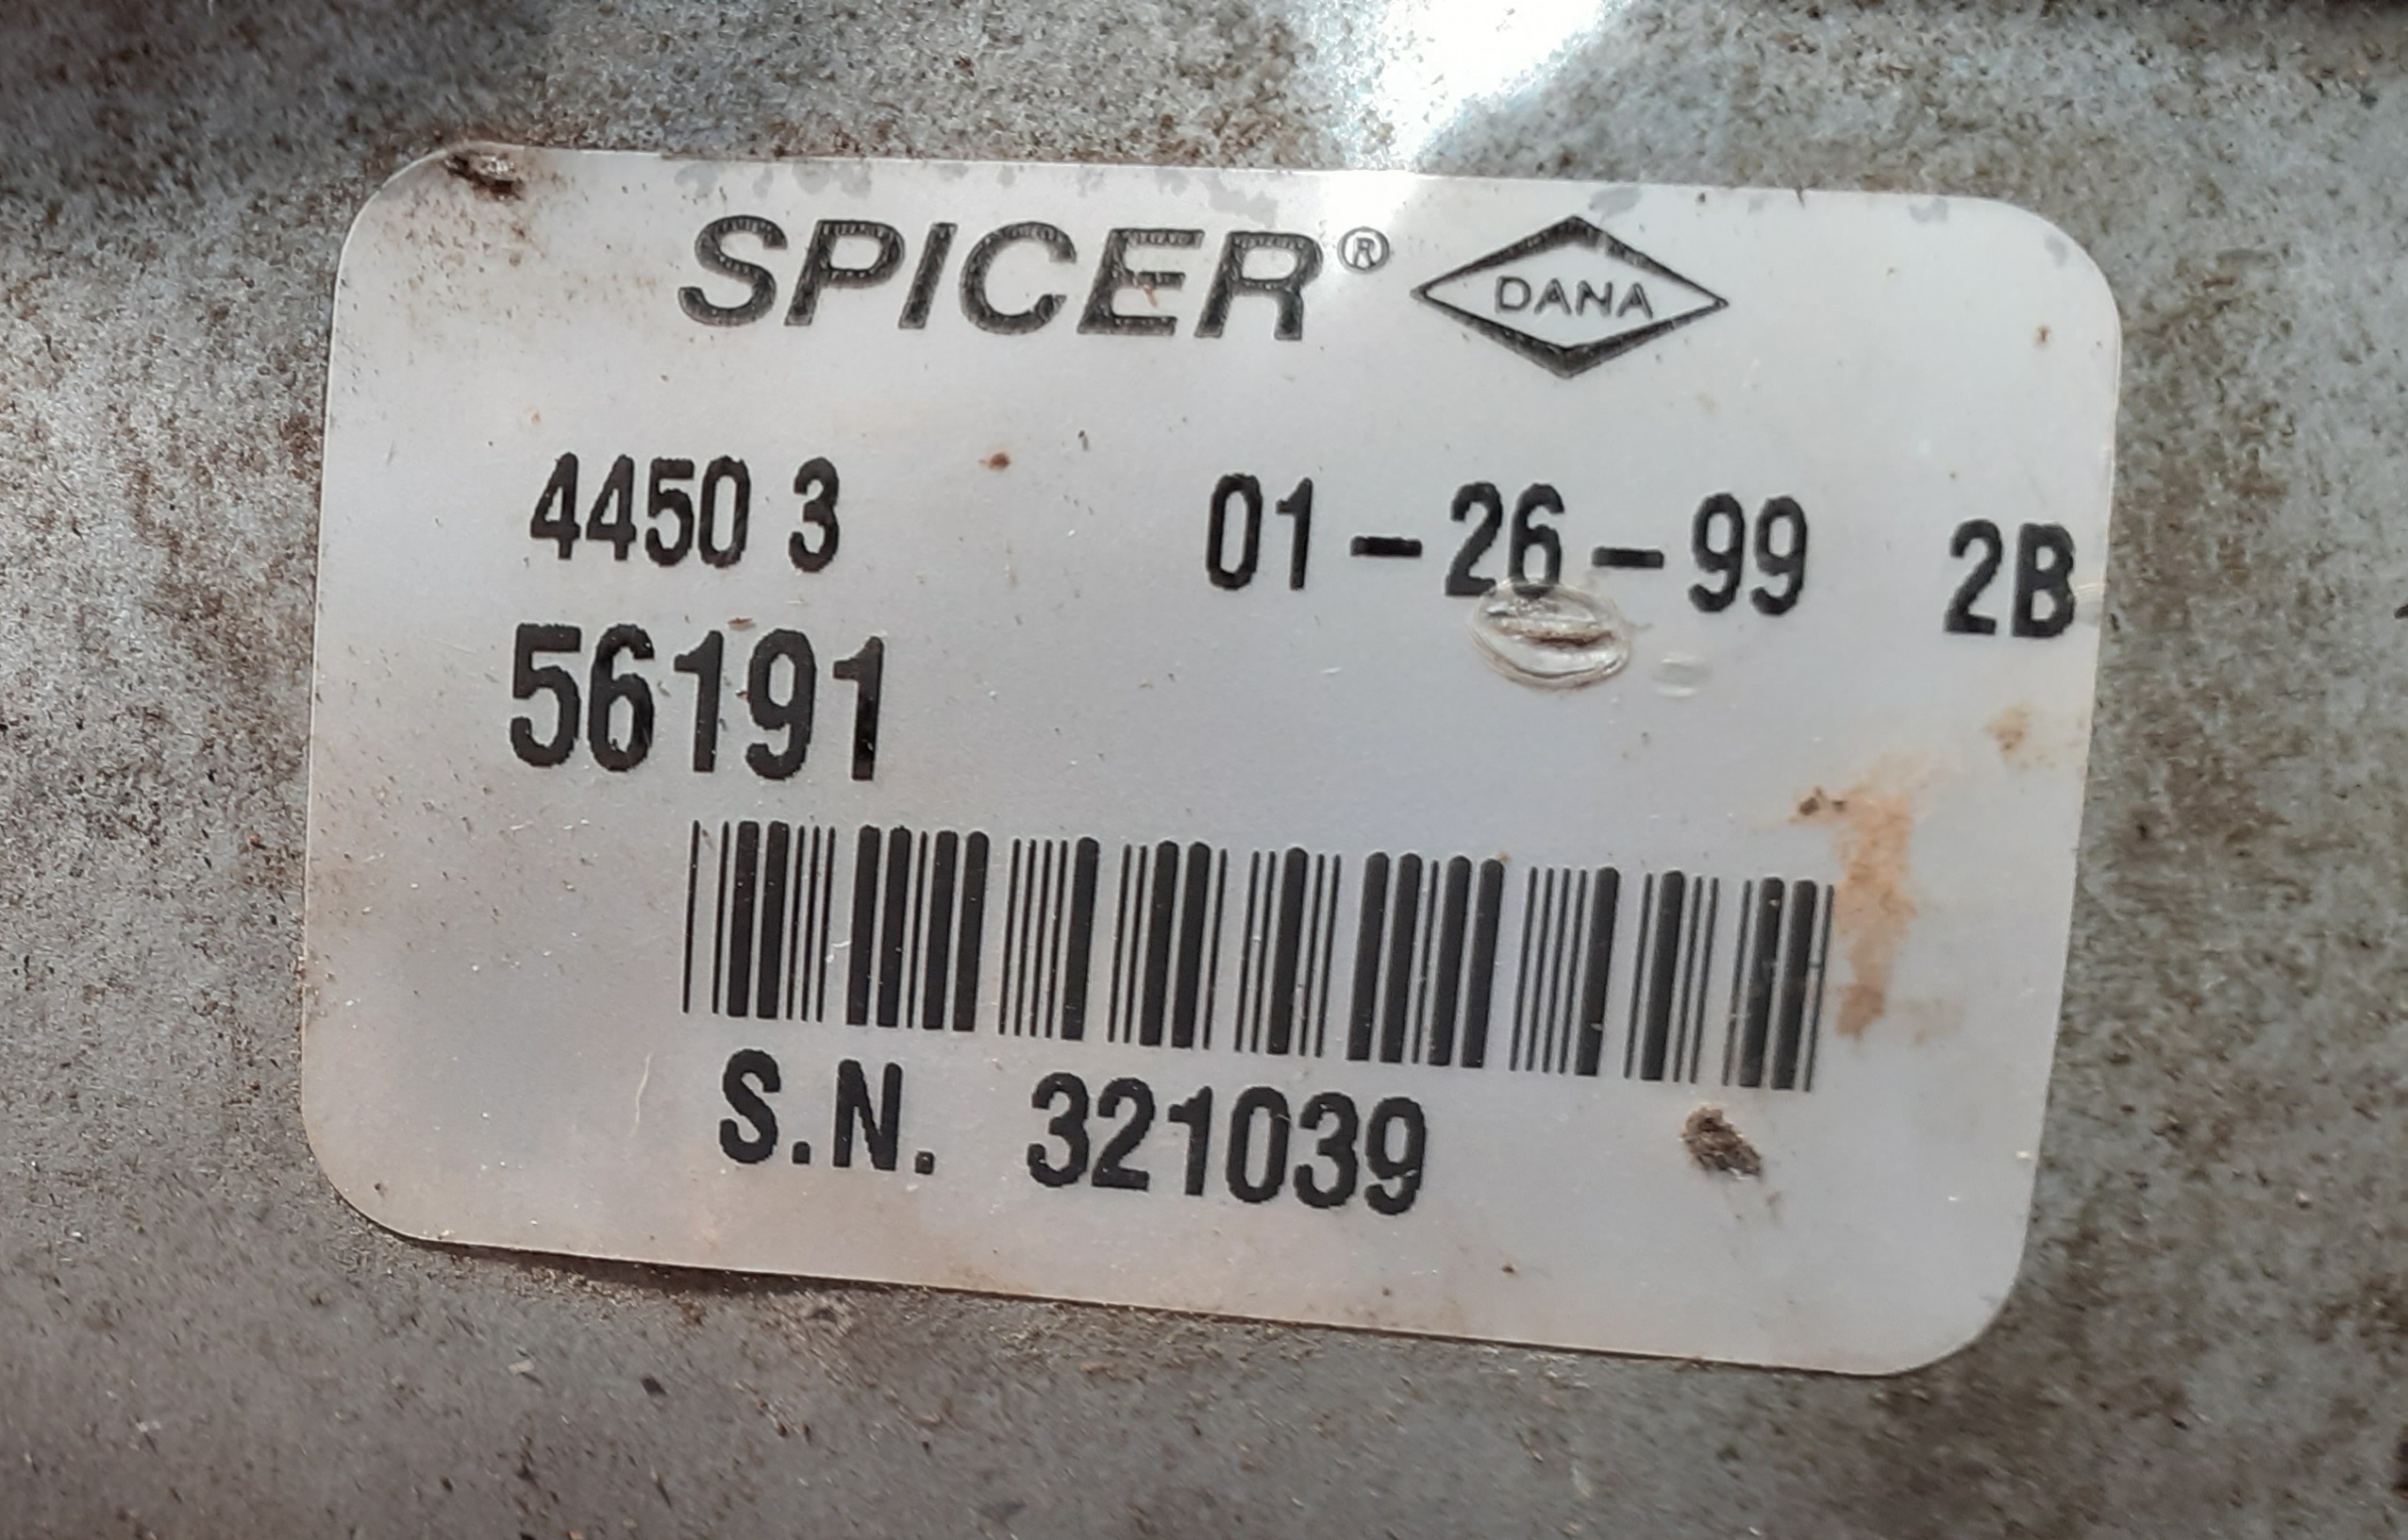 SPICER® DANA
4450 3 01-26-99 2B
56191
S.N. 321039